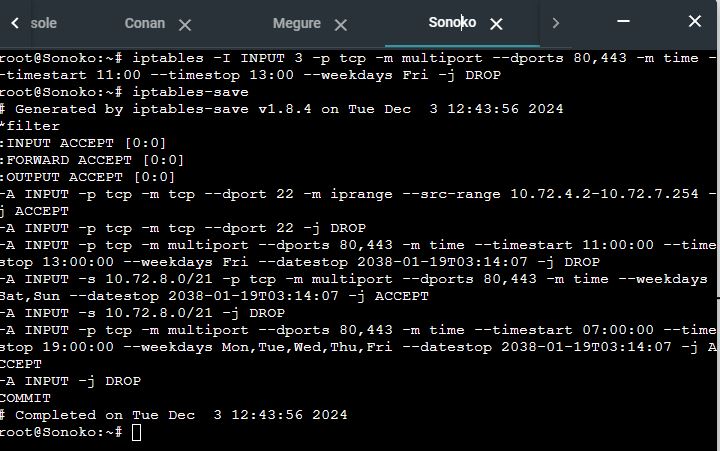 sole Conan Megure Sonoko
root@Sonoko:~# iptables -I INPUT 3 -p tcp -m multiport --dports 80,443 -m time -
-timestart 11:00 --timestop 13:00 --weekdays Fri -j DROP
root@Sonoko:~# iptables-save
# Generated by iptables-save v1.8.4 on Tue Dec  3 12:43:56 2024
*filter
:INPUT ACCEPT [0:0]
:FORWARD ACCEPT [0:0]
:OUTPUT ACCEPT [0:0]
-A INPUT -p tcp -m tcp --dport 22 -m iprange --src-range 10.72.4.2-10.72.7.254 -
j ACCEPT
-A INPUT -p tcp -m tcp --dport 22 -j DROP
-A INPUT -p tcp -m multiport --dports 80,443 -m time --timestart 11:00:00 --time
stop 13:00:00 --weekdays Fri --datestop 2038-01-19T03:14:07 -j DROP
-A INPUT -s 10.72.8.0/21 -p tcp -m multiport --dports 80,443 -m time --weekdays
Sat,Sun --datestop 2038-01-19T03:14:07 -j ACCEPT
-A INPUT -s 10.72.8.0/21 -j DROP
-A INPUT -p tcp -m multiport --dports 80,443 -m time --timestart 07:00:00 --time
stop 19:00:00 --weekdays Mon,Tue,Wed,Thu,Fri --datestop 2038-01-19T03:14:07 -j A
CCEPT
-A INPUT -j DROP
COMMIT
# Completed on Tue Dec  3 12:43:56 2024
root@Sonoko:~#